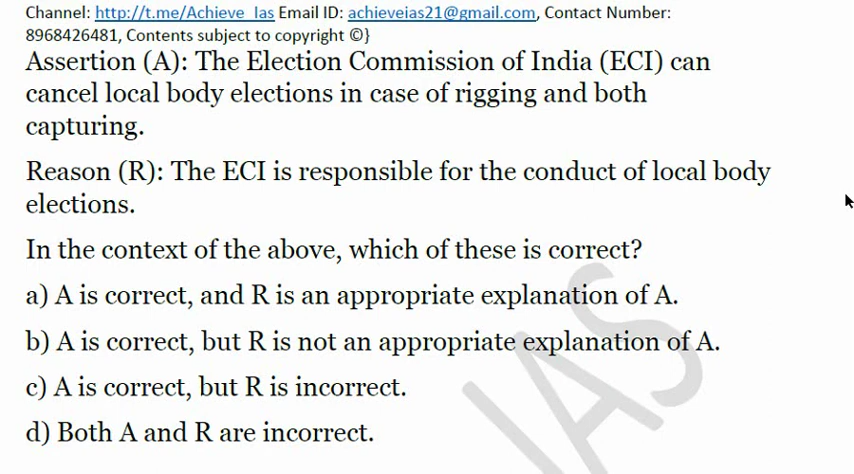 Channel: http://t.me/Achieve_Ias Email ID: achieveias21@gmail.com, Contact Number:
8968426481, Contents subject to copyright ©}
Assertion (A): The Election Commission of India (ECI) can
cancel local body elections in case of rigging and both
capturing.
Reason (R): The ECI is responsible for the conduct of local body
elections.
In the context of the above, which of these is correct?
a) A is correct, and R is an appropriate explanation of A.
b) A is correct, but R is not an appropriate explanation of A.
c) A is correct, but R is incorrect.
d) Both A and R are incorrect.
IAS